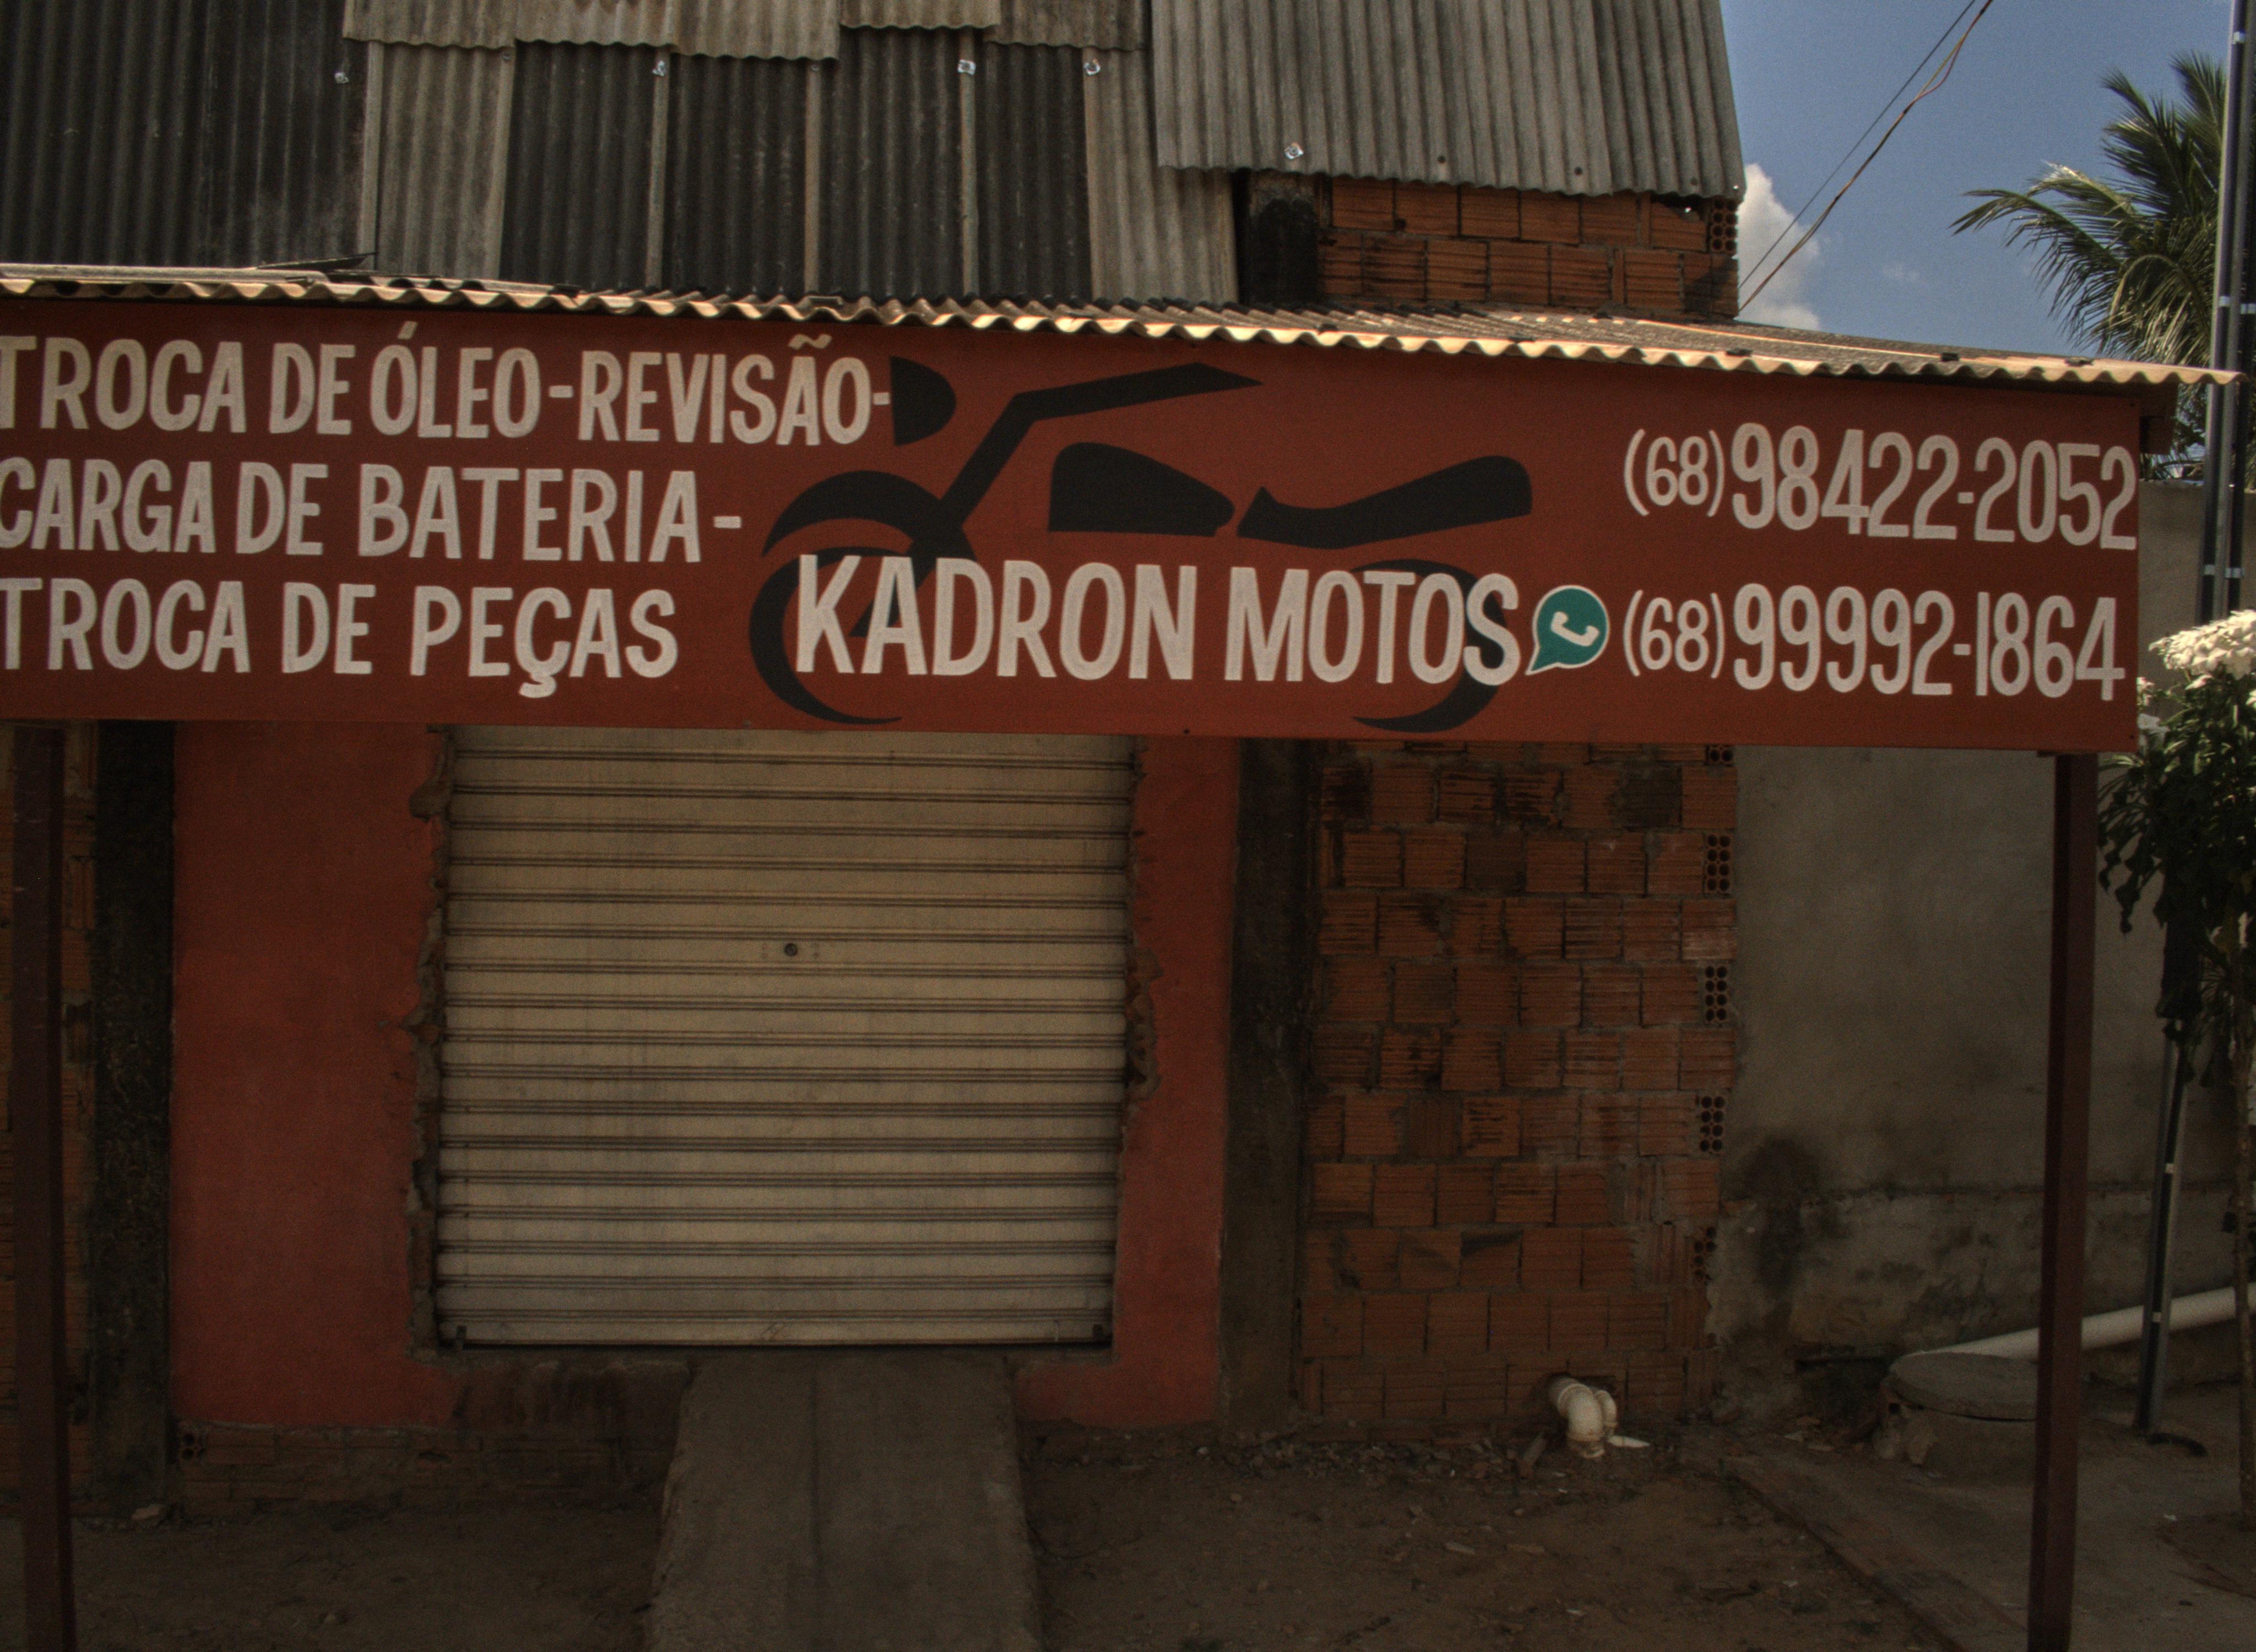 TROCA DE ÓLEO-REVISÃO-
CARGA DE BATERIA-
TROCA DE PEÇAS
KADRON MOTOS
(68)98422-2052
(68)99992-1864